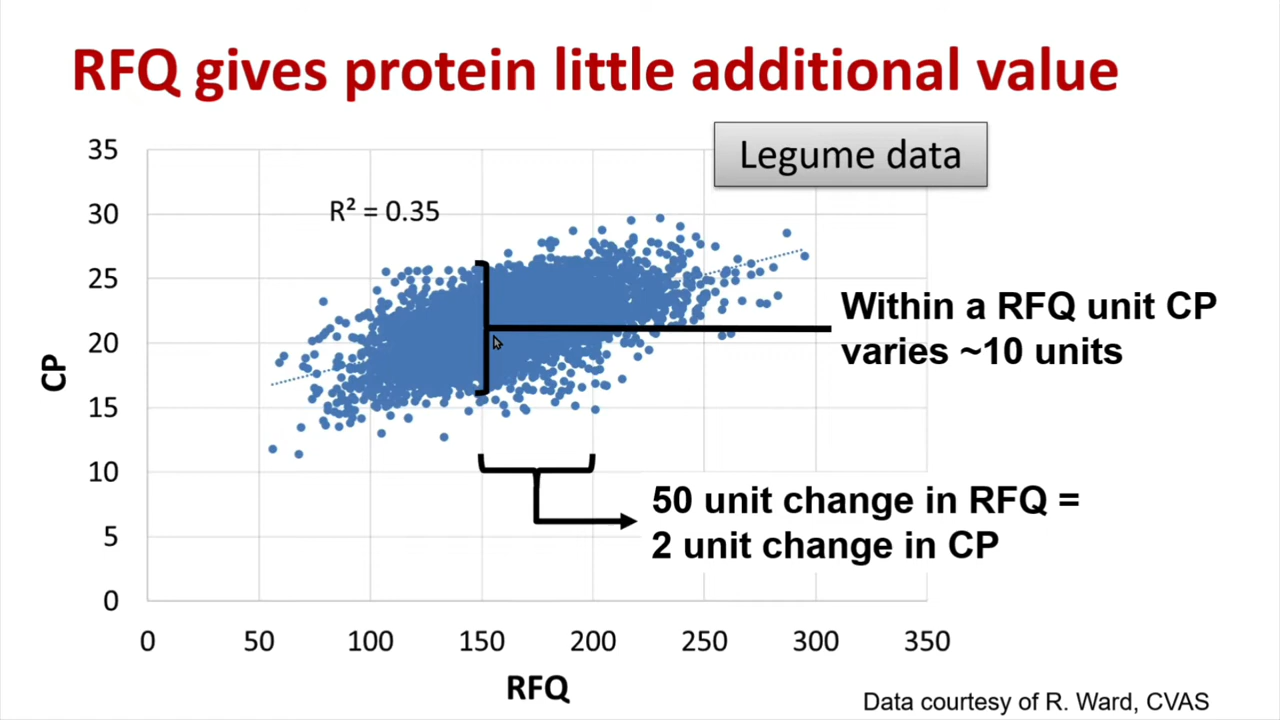 RFQ gives protein little additional value
Legume data
R² = 0.35
CP
35
30
25
20
15
10
5
0
Within a RFQ unit CP
varies ~10 units
50 unit change in RFQ =
2 unit change in CP
0 50 100 150 200 250 300 350
RFQ
Data courtesy of R. Ward, CVAS